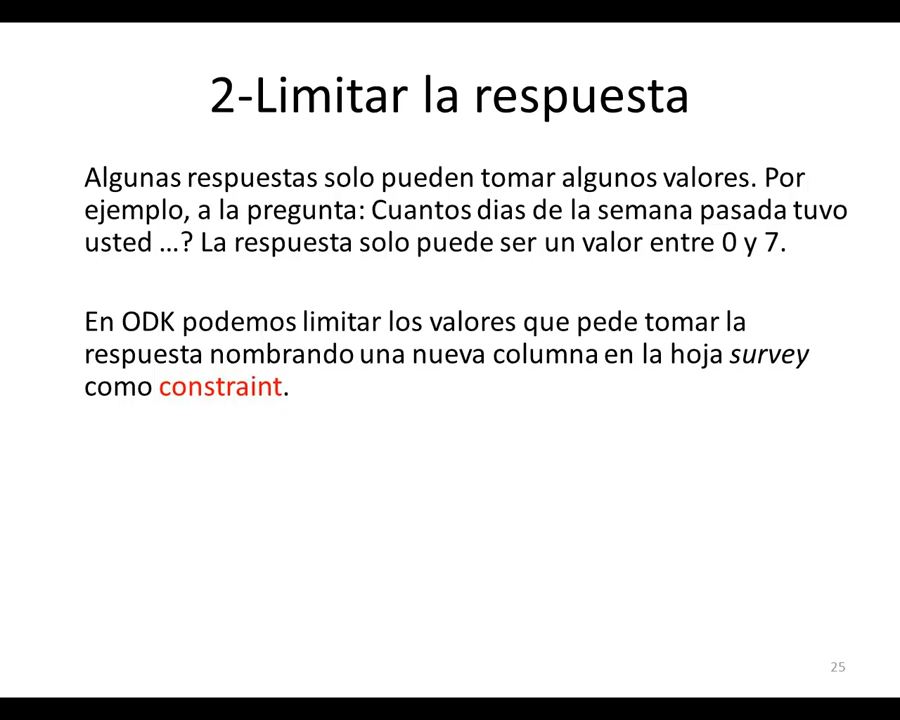 2-Limitar la respuesta
Algunas respuestas solo pueden tomar algunos valores. Por
ejemplo, a la pregunta: Cuantos dias de la semana pasada tuvo
usted …? La respuesta solo puede ser un valor entre 0 y 7.
En ODK podemos limitar los valores que pede tomar la
respuesta nombrando una nueva columna en la hoja survey
como constraint.
25